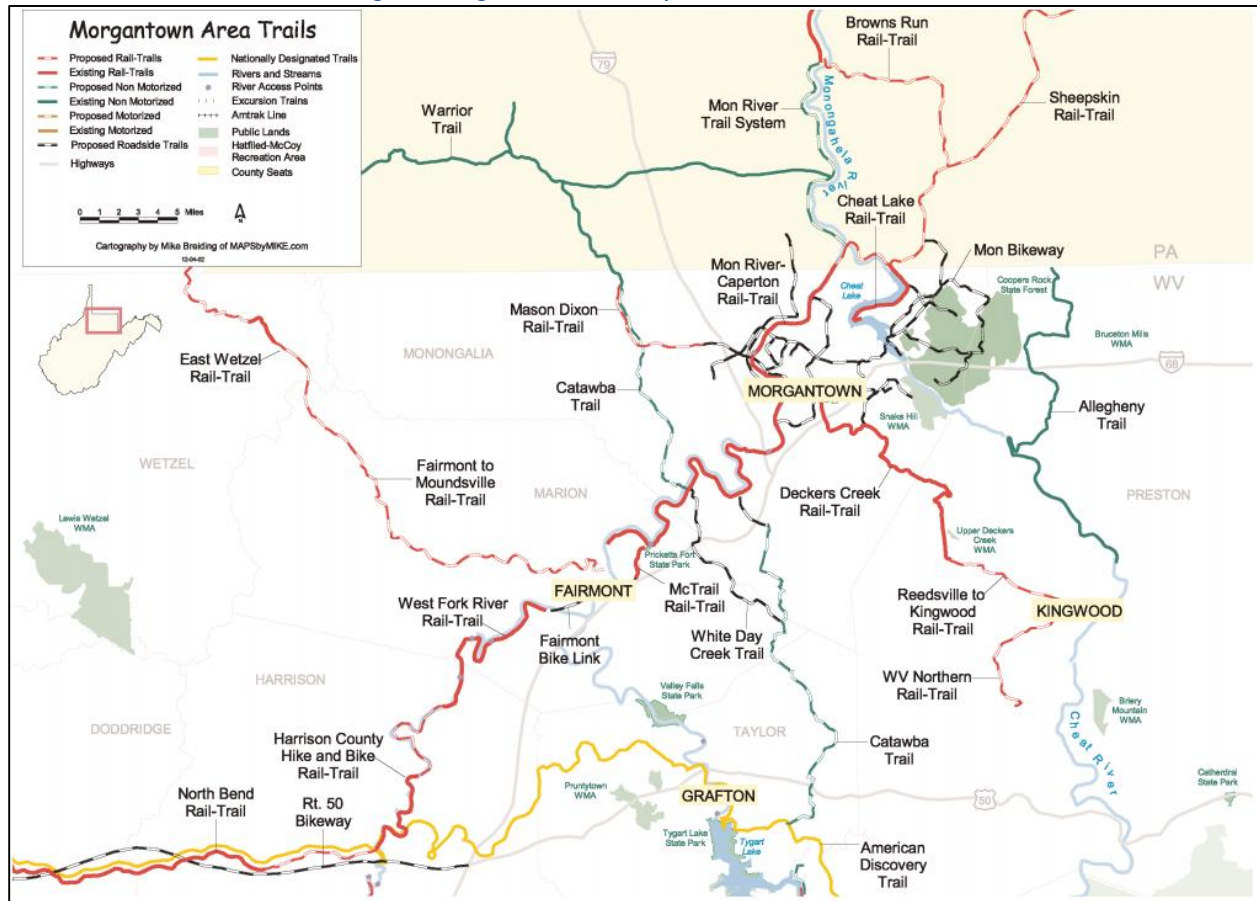 Morgantown Area Trails
Proposed Rail-Trails
Existing Rail-Trails
Proposed Non Motorized
Existing Non Motorized
Proposed Motorized
Existing Motorized
Proposed Roadside Trails
Highways
Nationally Designated Trails
Rivers and Streams
River Access Points
Excursion Trains
Amtrak Line
Public Lands
Hatfiled-McCoy
Recreation Area
County Seats
0 1 2 3 4 5 Miles
N
Cartography by Mike Breiding of MAPSbyMIKE.com
12-04-02
79
Browns Run
Rail-Trail
Mon River
Trail System
Monongahela River
Sheepskin
Rail-Trail
Warrior
Trail
Cheat Lake
Rail-Trail
Mon Bikeway
PA
WV
Mon River-
Caperton
Rail-Trail
Cheat
Lake
Coopers Rock
State Forest
Mason Dixon
Rail-Trail
Bruceton Mills
WMA
East Wetzel
Rail-Trail
MONONGALIA
68
Catawba
Trail
MORGANTOWN
Snake Hill
WMA
Allegheny
Trail
WETZEL
Fairmont to
Moundsville
Rail-Trail
MARION
Deckers Creek
Rail-Trail
PRESTON
Lewis Wetzel
WMA
Upper Deckers
Creek
WMA
Pricketts Fort
State Park
FAIRMONT
McTrail
Rail-Trail
Reedsville to
Kingwood
Rail-Trail
KINGWOOD
West Fork River
Rail-Trail
Fairmont
Bike Link
White Day
Creek Trail
WV Northern
Rail-Trail
HARRISON
Valley Falls
State Park
Briery
Mountain
WMA
DODDRIDGE
TAYLOR
Cheat River
Harrison County
Hike and Bike
Rail-Trail
Catawba
Trail
Catherdral
State Park
North Bend
Rail-Trail
Rt. 50
Bikeway
Pruntytown
WMA
GRAFTON
50
Tygart Lake
State Park
Tygart
Lake
American
Discovery
Trail